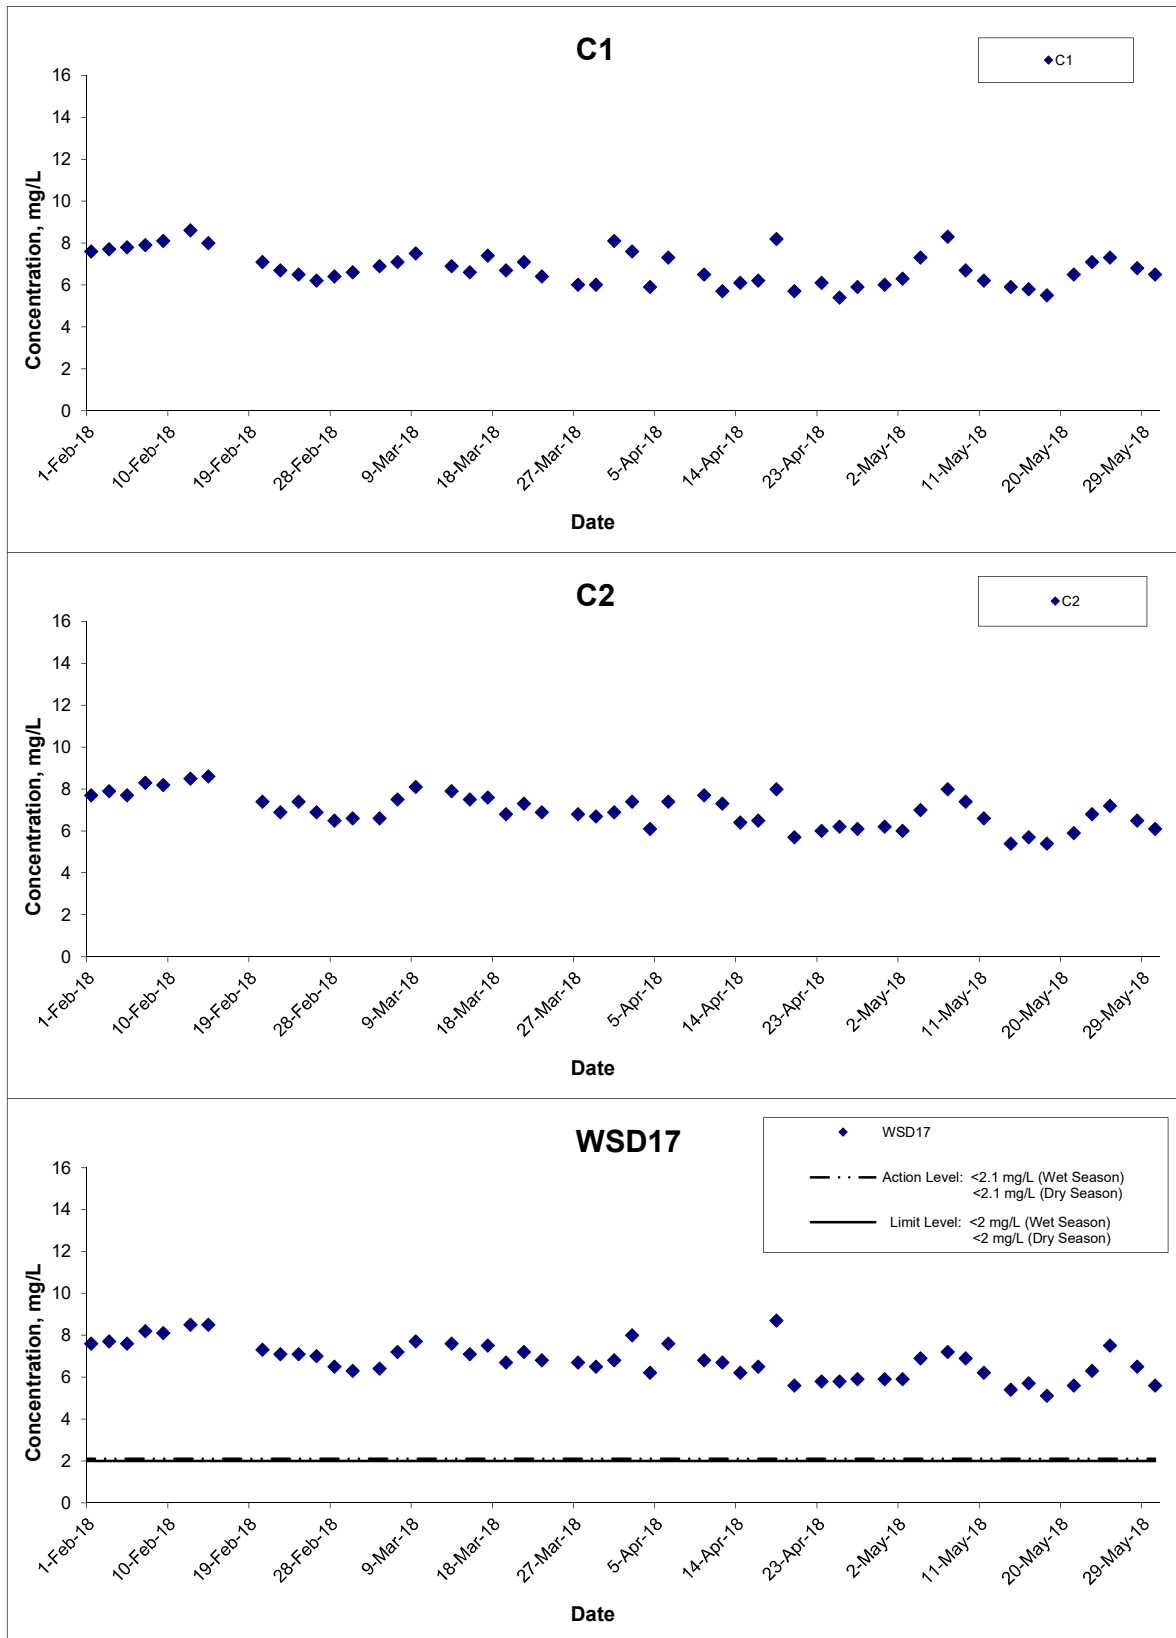 C1
C1
16
14
12
10
8
6
4
2
0
Concentration, mg/L
1-Feb-18
10-Feb-18
19-Feb-18
28-Feb-18
9-Mar-18
18-Mar-18
27-Mar-18
5-Apr-18
14-Apr-18
23-Apr-18
2-May-18
11-May-18
20-May-18
29-May-18
Date
C2
C2
16
14
12
10
8
6
4
2
0
Concentration, mg/L
1-Feb-18
10-Feb-18
19-Feb-18
28-Feb-18
9-Mar-18
18-Mar-18
27-Mar-18
5-Apr-18
14-Apr-18
23-Apr-18
2-May-18
11-May-18
20-May-18
29-May-18
Date
WSD17
WSD17
Action Level: <2.1 mg/L (Wet Season)
<2.1 mg/L (Dry Season)
Limit Level: <2 mg/L (Wet Season)
<2 mg/L (Dry Season)
16
14
12
10
8
6
4
2
0
Concentration, mg/L
1-Feb-18
10-Feb-18
19-Feb-18
28-Feb-18
9-Mar-18
18-Mar-18
27-Mar-18
5-Apr-18
14-Apr-18
23-Apr-18
2-May-18
11-May-18
20-May-18
29-May-18
Date